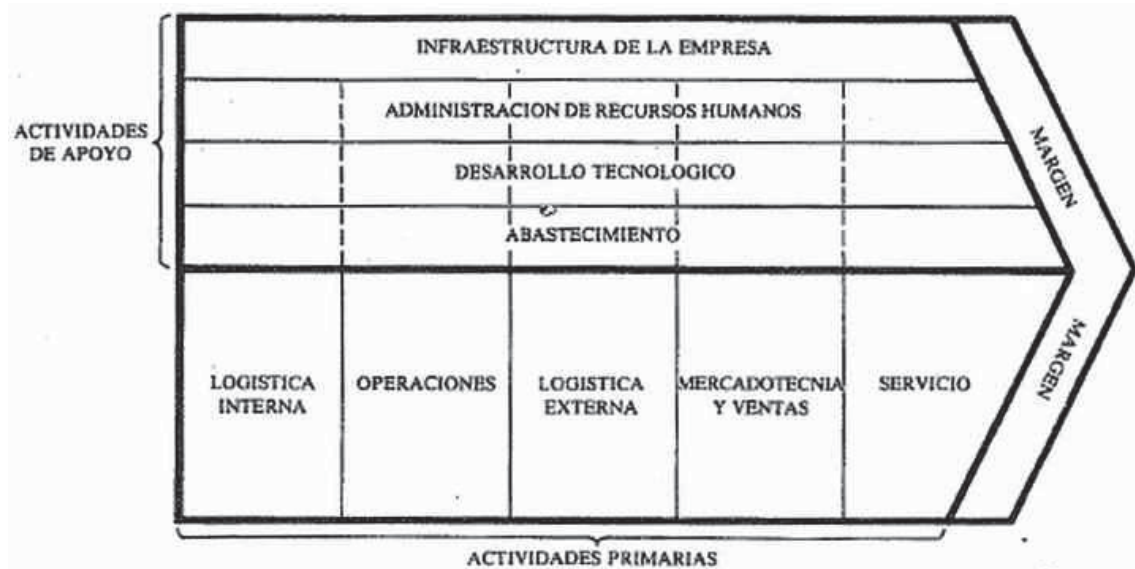 INFRAESTRUCTURA DE LA EMPRESA
ADMINISTRACION DE RECURSOS HUMANOS
ACTIVIDADES
DE APOYO
DESARROLLO TECNOLOGICO
ABASTECIMIENTO
MARGEN
MARGEN
LOGISTICA
INTERNA
OPERACIONES
LOGISTICA
EXTERNA
MERCADOTECNIA
Y VENTAS
SERVICIO
ACTIVIDADES PRIMARIAS